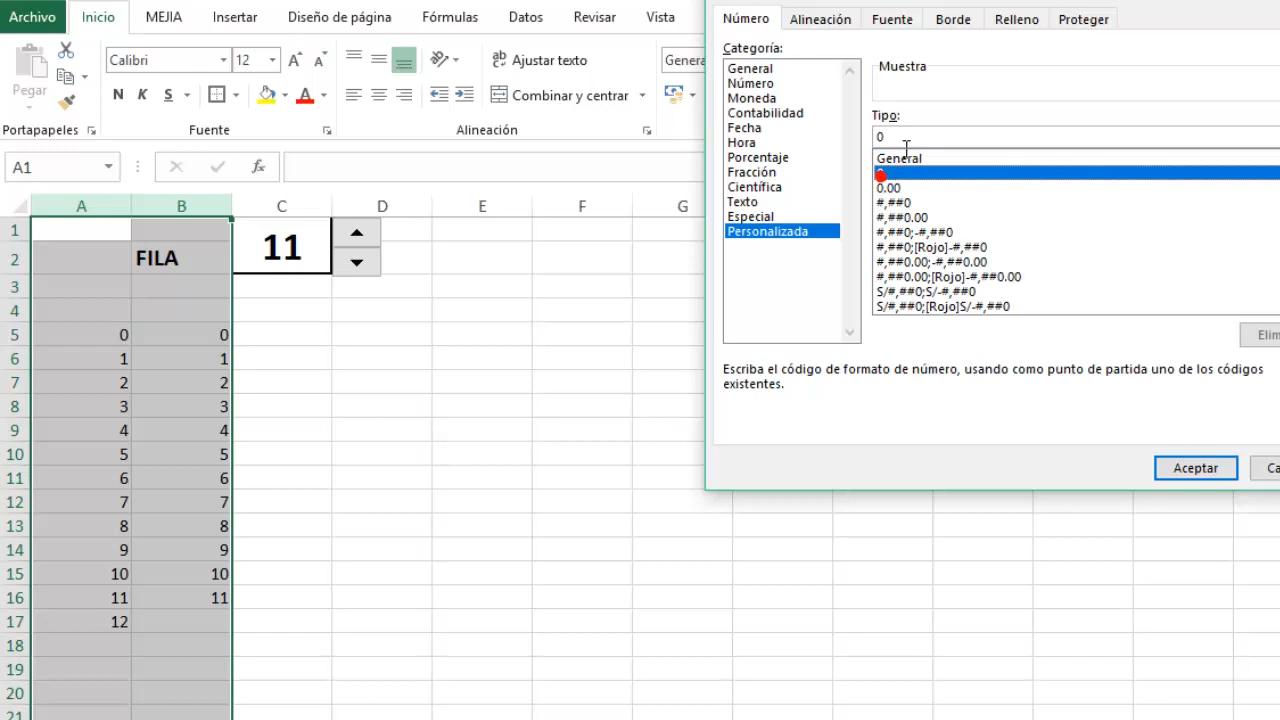 Archivo Inicio MEJIA Insertar Diseño de página Fórmulas Datos Revisar Vista
Pegar
Calibri 12
Ajustar texto
Genera
N K S A
Combinar y centrar
Portapapeles Fuente Alineación
A1 fx
A B C D E F G
1 11
2 FILA
3
4
5 0 0
6 1 1
7 2 2
8 3 3
9 4 4
10 5 5
11 6 6
12 7 7
13 8 8
14 9 9
15 10 10
16 11 11
17 12
18
19
20
21
Número Alineación Fuente Borde Relleno Proteger
Categoría:
General
Número
Moneda
Contabilidad
Fecha
Hora
Porcentaje
Fracción
Científica
Texto
Especial
Personalizada
Muestra
Tipo:
0
General
0.00
#,##0
#,##0.00
#,##0;-#,##0
#,##0;[Rojo]-#,##0
#,##0.00;-#,##0.00
#,##0.00;[Rojo]-#,##0.00
S/#,##0;S/-#,##0
S/#,##0;[Rojo]S/-#,##0
Elim
Escriba el código de formato de número, usando como punto de partida uno de los códigos
existentes.
Aceptar Ca